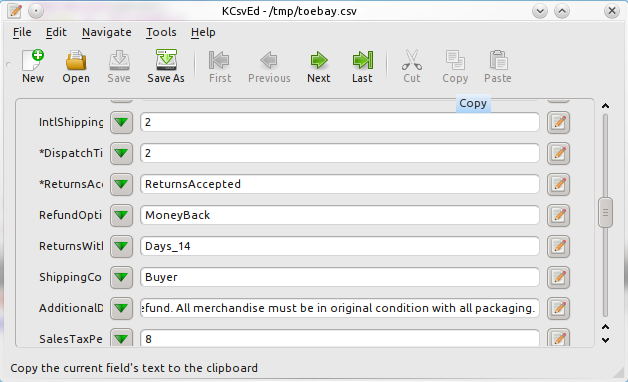 KCsvEd - /tmp/toebay.csv
File Edit Navigate Tools Help
New Open Save Save As First Previous Next Last Cut Copy Paste
Copy
IntlShipping 2
*DispatchTi 2
*ReturnsAcc ReturnsAccepted
RefundOpti MoneyBack
ReturnsWith Days_14
ShippingCo Buyer
AdditionalD efund. All merchandise must be in original condition with all packaging.
SalesTaxPe 8
Copy the current field's text to the clipboard